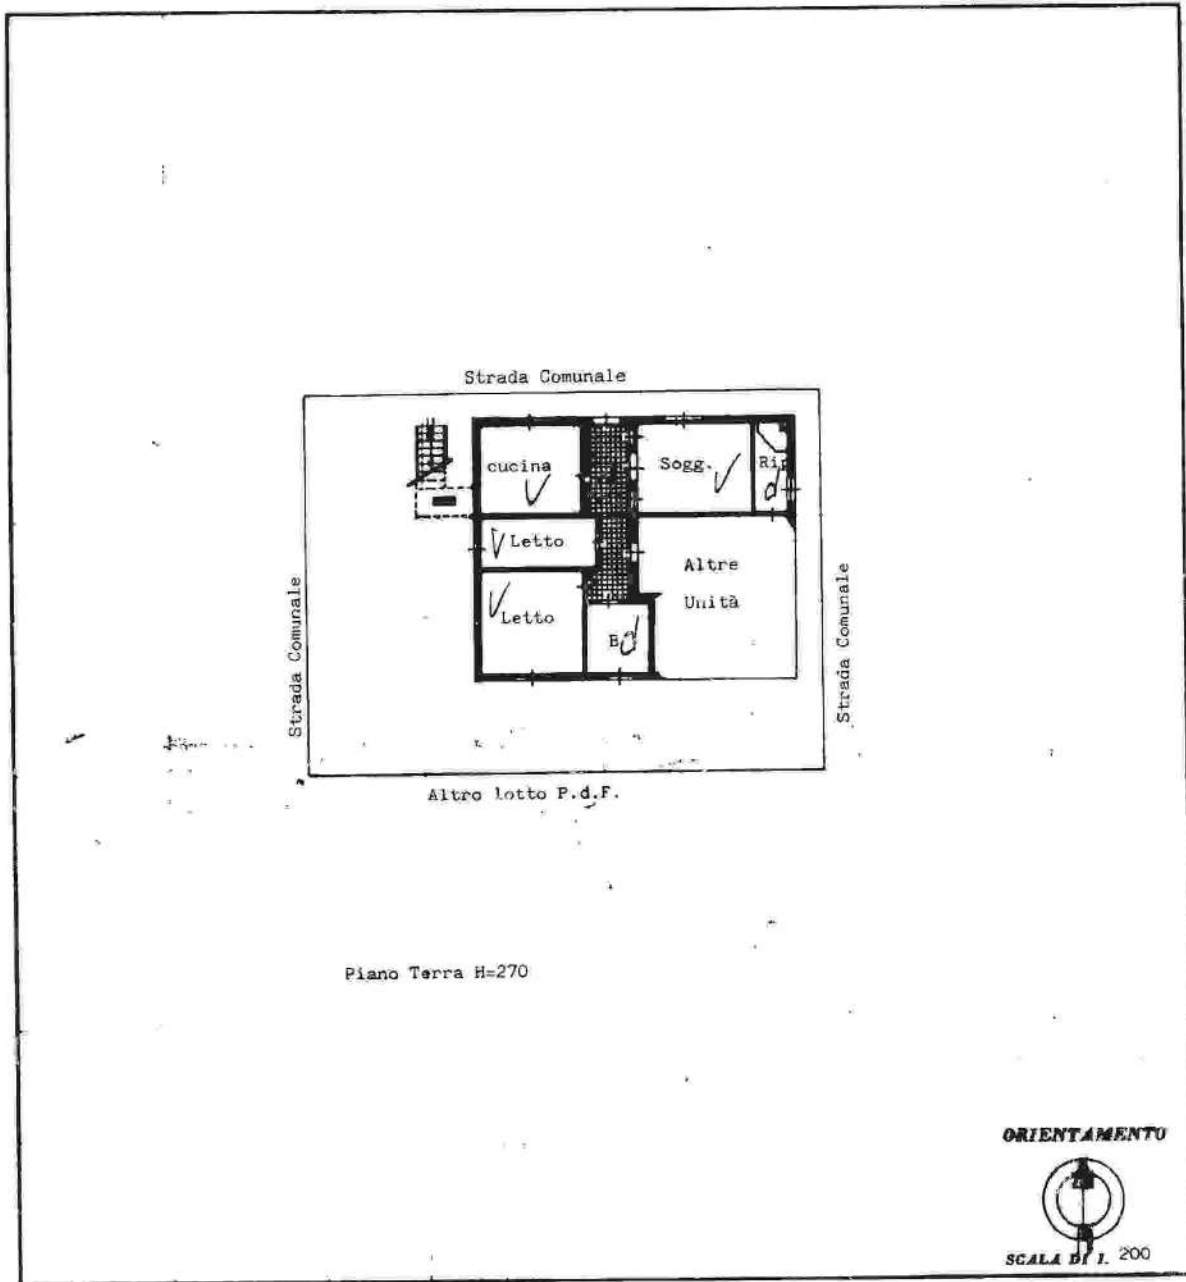 Strada Comunale
cucina
Sogg.
Rip
d
Letto
Altre
Unità
Letto
B
d
Strada Comunale
Strada Comunale
Altro lotto P.d.F.
Piano Terra H=270
ORIENTAMENTO
SCALA DI 1. 200